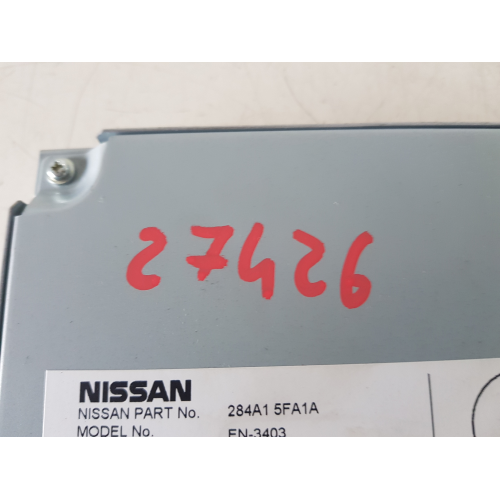 27426
NISSAN
NISSAN PART No. 284A1 5FA1A
MODEL No. EN-3403